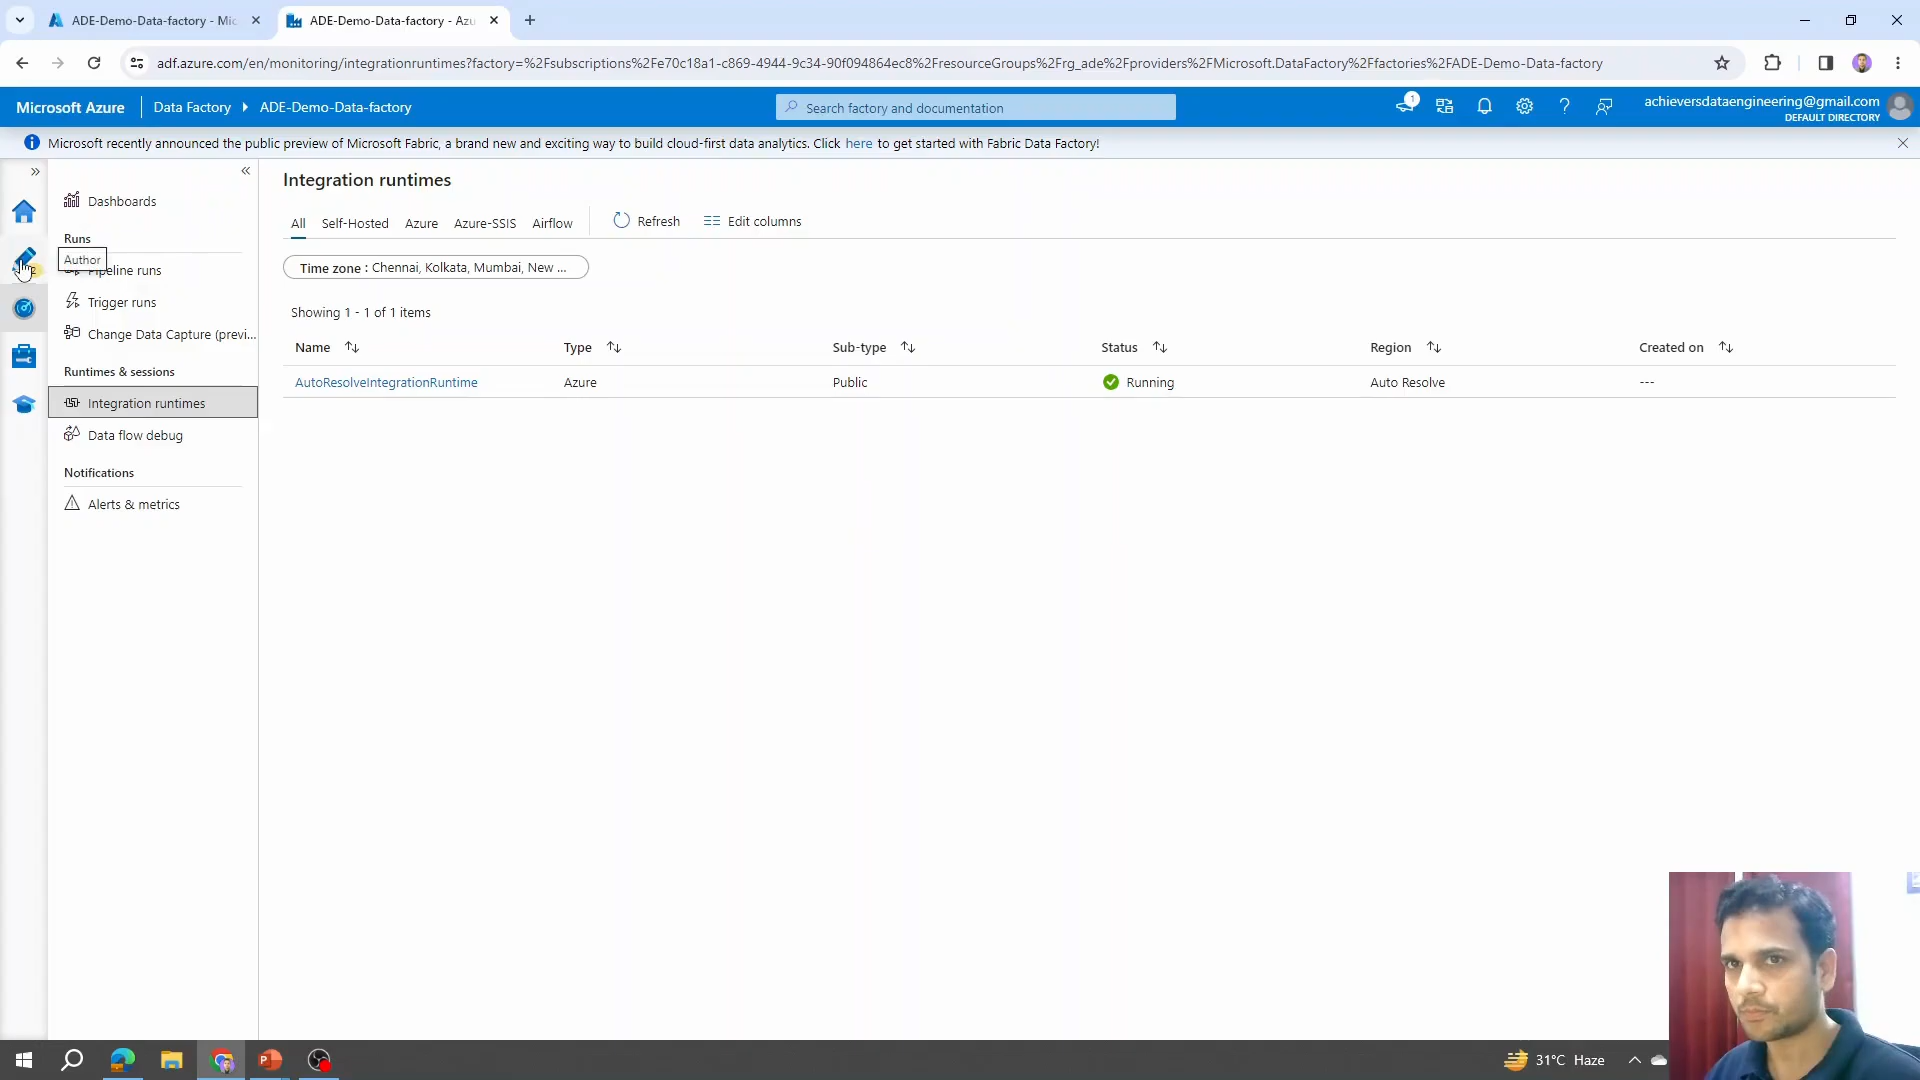 ADE-Demo-Data-factory - Mic
ADE-Demo-Data-factory - Azu
adf.azure.com/en/monitoring/integrationruntimes?factory=%2Fsubscriptions%2Fe70c18a1-c869-4944-9c34-90f094864ec8%2FresourceGroups%2Frg_ade%2Fproviders%2FMicrosoft.DataFactory%2Ffactories%2FADE-Demo-Data-factory
Microsoft Azure
Data Factory
ADE-Demo-Data-factory
Search factory and documentation
1
achieversdataengineering@gmail.com
DEFAULT DIRECTORY
Microsoft recently announced the public preview of Microsoft Fabric, a brand new and exciting way to build cloud-first data analytics. Click here to get started with Fabric Data Factory!
Dashboards
Runs
Author
2
Pipeline runs
Trigger runs
Change Data Capture (previ...
Runtimes & sessions
Integration runtimes
Data flow debug
Notifications
Alerts & metrics
Integration runtimes
All Self-Hosted Azure Azure-SSIS Airflow Refresh Edit columns
Time zone : Chennai, Kolkata, Mumbai, New ...
Showing 1 - 1 of 1 items
Name Type Sub-type Status Region Created on
AutoResolveIntegrationRuntime Azure Public Running Auto Resolve ---
31°C Haze